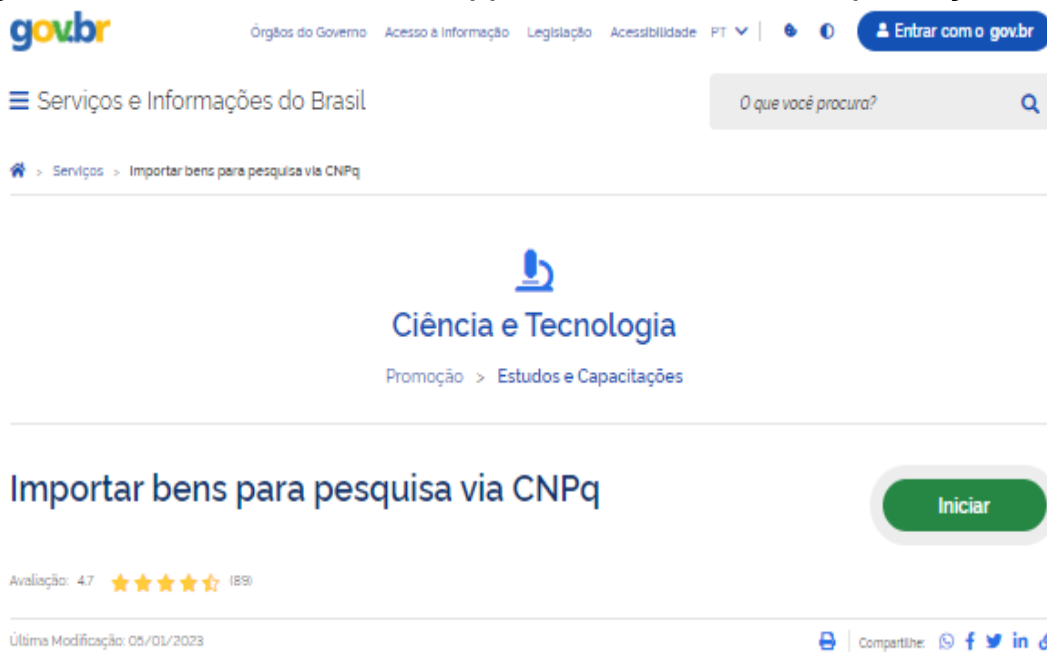 gov.br
Órgãos do Governo Acesso à Informação Legislação Acessibilidade PT Entrar com o gov.br
Serviços e Informações do Brasil O que você procura?
> Serviços > Importar bens para pesquisa via CNPq
Ciência e Tecnologia
Promoção > Estudos e Capacitações
Importar bens para pesquisa via CNPq Iniciar
Avaliação: 4.7 (89)
Última Modificação: 05/01/2023 Compartilhe: